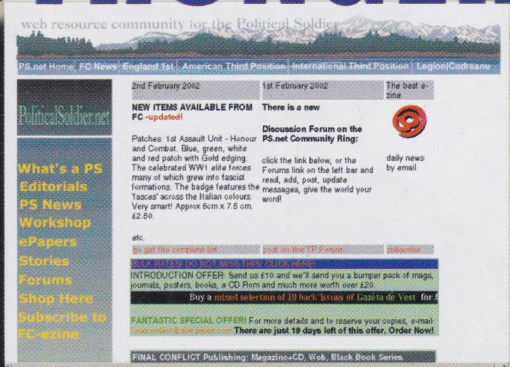 web resource community for the Political Soldier
PS.net Home FC News England 1st American Third Position International Third Position Legion|Codreanu
PoliticalSoldier.net
What's a PS
Editorials
PS News
Workshop
ePapers
Stories
Forums
Shop Here
Subscribe to
FC-ezine
2nd February 2002
NEW ITEMS AVAILABLE FROM
FC -updated!
Patches: 1st Assault Unit - Honour
and Combat. Blue, green, white
and red patch with Gold edging.
The celebrated WW1 elite forces
many of which grew into fascist
formations. The badge features the
'fasces' across the Italian colours.
Very smart! Approx 6cm x 7.5 cm.
£2.50.
etc.
go get the complete list
1st February 2002
There is a new
Discussion Forum on the
PS.net Community Ring:
click the link below, or the
Forums link on the left bar and
read, add, post, update
messages, give the world your
word!
post on the TP Forum
The best e-
zine
daily news
by email
subscribe
BULK RATES: DO NOT MISS THIS: CLICK HERE!
INTRODUCTION OFFER: Send us £10 and we'll send you a bumper pack of mags,
journals, posters, books, a CD Rom and much more worth over £20.
Buy a mixed selection of 10 back issues of Gazeta de Vest for £
FANTASTIC SPECIAL OFFER! For more details and to reserve your copies, e-mail:
There are just 19 days left of this offer, Order Now!
FINAL CONFLICT Publishing: Magazine+CD, Web, Black Book Series